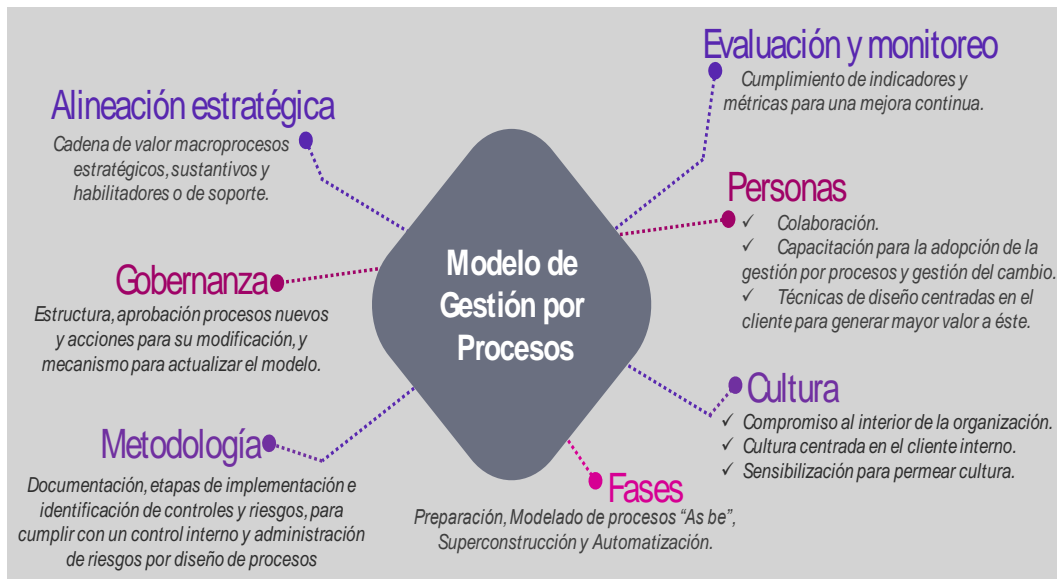 Alineación estratégica
Cadena de valor macroprocesos
estratégicos, sustantivos y
habilitadores o de soporte.
Gobernanza
Estructura, aprobación procesos nuevos
y acciones para su modificación, y
mecanismo para actualizar el modelo.
Metodología
Documentación, etapas de implementación e
identificación de controles y riesgos, para
cumplir con un control interno y administración
de riesgos por diseño de procesos
Modelo de
Gestión por
Procesos
Evaluación y monitoreo
Cumplimiento de indicadores y
métricas para una mejora continua.
Personas
✓ Colaboración.
✓ Capacitación para la adopción de la
gestión por procesos y gestión del cambio.
✓ Técnicas de diseño centradas en el
cliente para generar mayor valor a éste.
Cultura
✓ Compromiso al interior de la organización.
✓ Cultura centrada en el cliente interno.
✓ Sensibilización para permear cultura.
Fases
Preparación, Modelado de procesos “As be”,
Superconstrucción y Automatización.